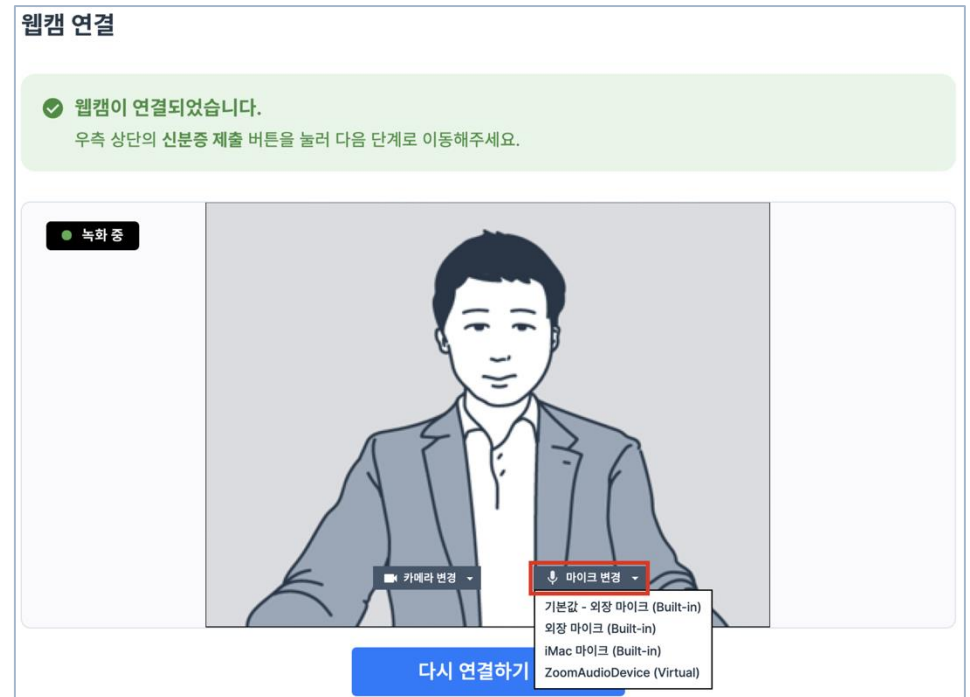 웹캠 연결
웹캠이 연결되었습니다.
우측 상단의 신분증 제출 버튼을 눌러 다음 단계로 이동해주세요.
녹화 중
카메라 변경
마이크 변경
기본값 - 외장 마이크 (Built-in)
외장 마이크 (Built-in)
iMac 마이크 (Built-in)
ZoomAudioDevice (Virtual)
다시 연결하기